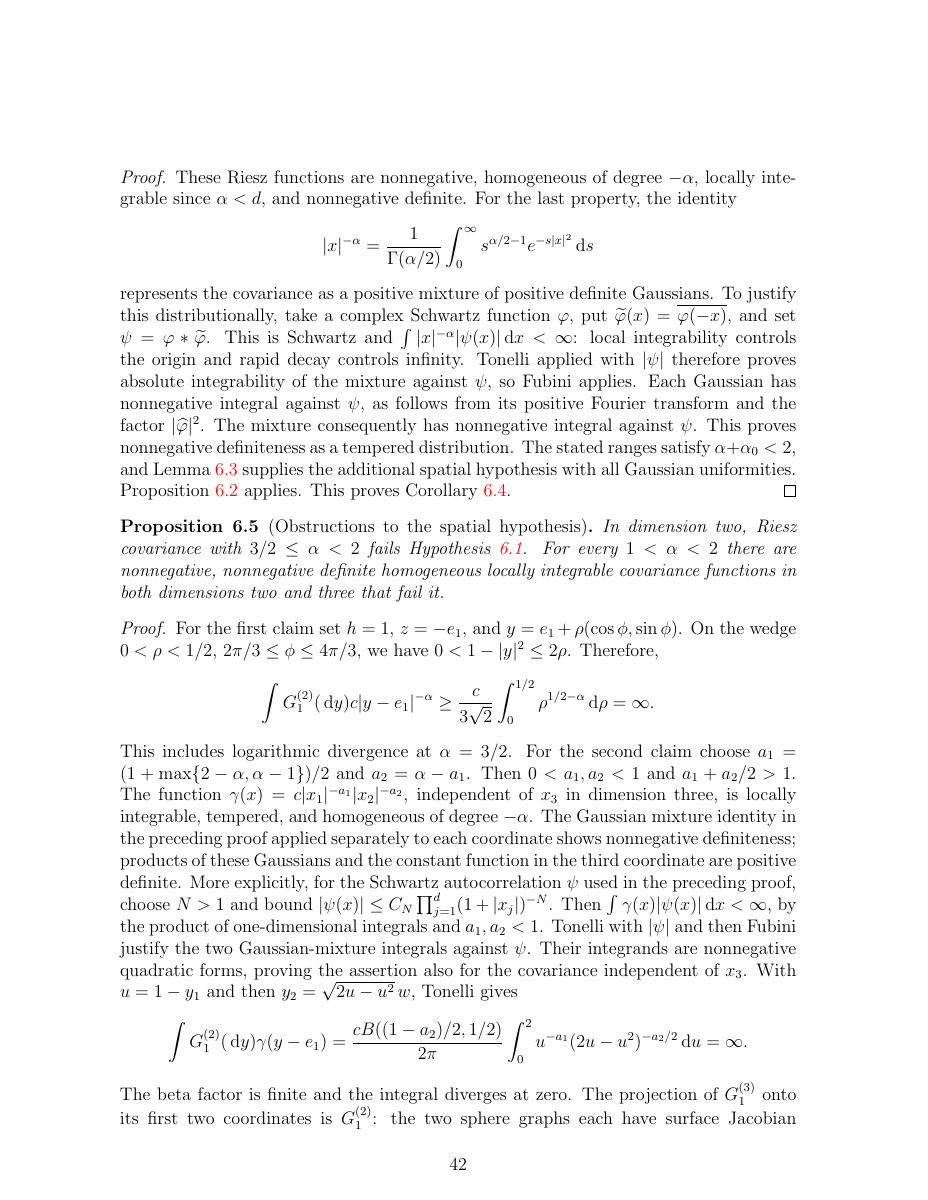 Proof. These Riesz functions are nonnegative, homogeneous of degree −α, locally inte-
grable since α < d, and nonnegative definite. For the last property, the identity
|x|^{−α} = \frac{1}{Γ(α/2)} ∫_0^∞ s^{α/2−1} e^{−s|x|^2} ds
represents the covariance as a positive mixture of positive definite Gaussians. To justify
this distributionally, take a complex Schwartz function φ, put \widetilde{φ}(x) = \overline{φ(−x)}, and set
ψ = φ ∗ \widetilde{φ}. This is Schwartz and ∫ |x|^{−α}|ψ(x)| dx < ∞: local integrability controls
the origin and rapid decay controls infinity. Tonelli applied with |ψ| therefore proves
absolute integrability of the mixture against ψ, so Fubini applies. Each Gaussian has
nonnegative integral against ψ, as follows from its positive Fourier transform and the
factor |\widehat{φ}|^2. The mixture consequently has nonnegative integral against ψ. This proves
nonnegative definiteness as a tempered distribution. The stated ranges satisfy α+α_0 < 2,
and Lemma 6.3 supplies the additional spatial hypothesis with all Gaussian uniformities.
Proposition 6.2 applies. This proves Corollary 6.4. □
Proposition 6.5 (Obstructions to the spatial hypothesis). In dimension two, Riesz
covariance with 3/2 ≤ α < 2 fails Hypothesis 6.1. For every 1 < α < 2 there are
nonnegative, nonnegative definite homogeneous locally integrable covariance functions in
both dimensions two and three that fail it.
Proof. For the first claim set h = 1, z = −e_1, and y = e_1 + ρ(cos ϕ, sin ϕ). On the wedge
0 < ρ < 1/2, 2π/3 ≤ ϕ ≤ 4π/3, we have 0 < 1 − |y|^2 ≤ 2ρ. Therefore,
∫ G_1^{(2)}(dy)c|y − e_1|^{−α} ≥ \frac{c}{3\sqrt{2}} ∫_0^{1/2} ρ^{1/2−α} dρ = ∞.
This includes logarithmic divergence at α = 3/2. For the second claim choose a_1 =
(1 + max{2 − α, α − 1})/2 and a_2 = α − a_1. Then 0 < a_1, a_2 < 1 and a_1 + a_2/2 > 1.
The function γ(x) = c|x_1|^{−a_1}|x_2|^{−a_2}, independent of x_3 in dimension three, is locally
integrable, tempered, and homogeneous of degree −α. The Gaussian mixture identity in
the preceding proof applied separately to each coordinate shows nonnegative definiteness;
products of these Gaussians and the constant function in the third coordinate are positive
definite. More explicitly, for the Schwartz autocorrelation ψ used in the preceding proof,
choose N > 1 and bound |ψ(x)| ≤ C_N ∏_{j=1}^d (1 + |x_j|)^{−N}. Then ∫ γ(x)|ψ(x)| dx < ∞, by
the product of one-dimensional integrals and a_1, a_2 < 1. Tonelli with |ψ| and then Fubini
justify the two Gaussian-mixture integrals against ψ. Their integrands are nonnegative
quadratic forms, proving the assertion also for the covariance independent of x_3. With
u = 1 − y_1 and then y_2 = \sqrt{2u − u^2} w, Tonelli gives
∫ G_1^{(2)}(dy)γ(y − e_1) = \frac{cB((1 − a_2)/2, 1/2)}{2π} ∫_0^2 u^{−a_1}(2u − u^2)^{−a_2/2} du = ∞.
The beta factor is finite and the integral diverges at zero. The projection of G_1^{(3)} onto
its first two coordinates is G_1^{(2)}: the two sphere graphs each have surface Jacobian
42